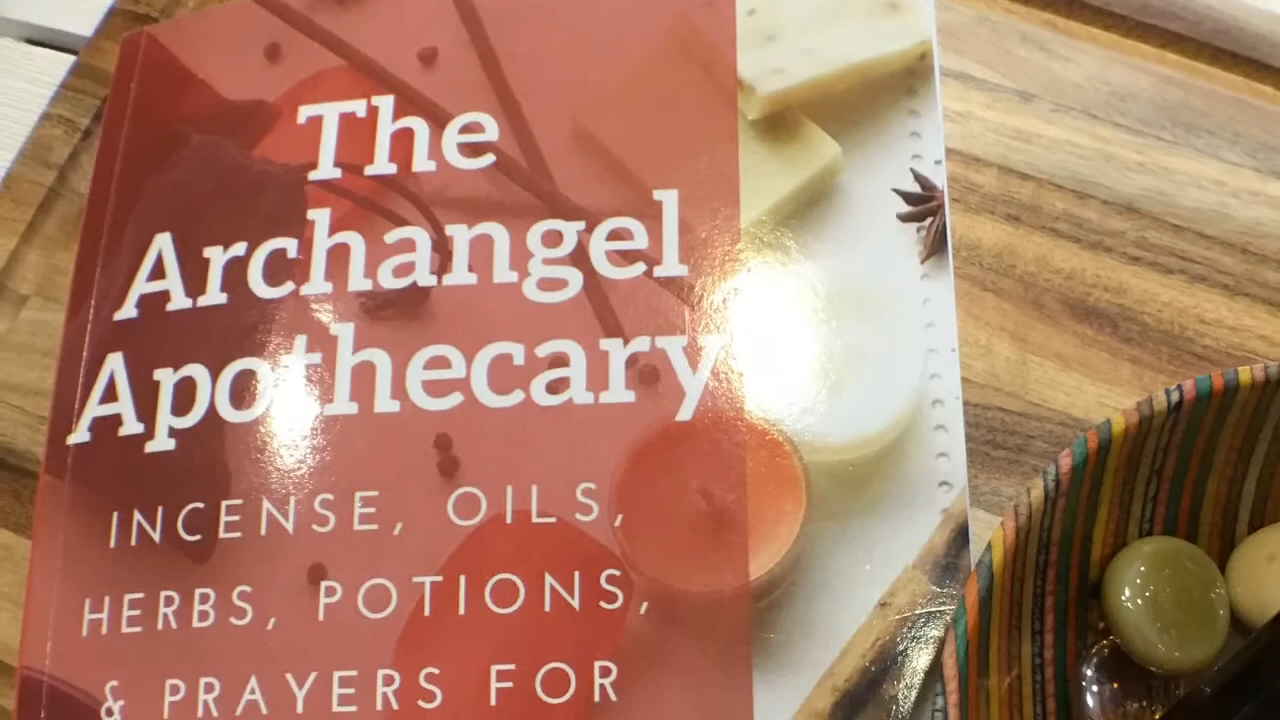 The
Archangel
Apothecary
INCENSE, OILS,
HERBS, POTIONS,
& PRAYERS FOR